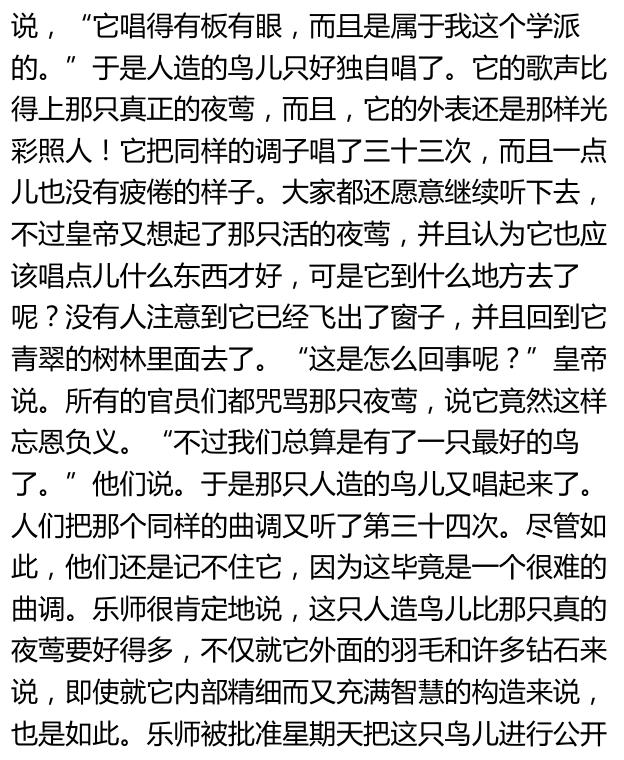 说，“它唱得有板有眼，而且是属于我这个学派
的。”于是人造的鸟儿只好独自唱了。它的歌声比
得上那只真正的夜莺，而且，它的外表还是那样光
彩照人！它把同样的调子唱了三十三次，而且一点
儿也没有疲倦的样子。大家都还愿意继续听下去，
不过皇帝又想起了那只活的夜莺，并且认为它也应
该唱点儿什么东西才好，可是它到什么地方去了
呢？没有人注意到它已经飞出了窗子，并且回到它
青翠的树林里面去了。“这是怎么回事呢？”皇帝
说。所有的官员们都咒骂那只夜莺，说它竟然这样
忘恩负义。“不过我们总算是有了一只最好的鸟
了。”他们说。于是那只人造的鸟儿又唱起来了。
人们把那个同样的曲调又听了第三十四次。尽管如
此，他们还是记不住它，因为这毕竟是一个很难的
曲调。乐师很肯定地说，这只人造鸟儿比那只真的
夜莺要好得多，不仅就它外面的羽毛和许多钻石来
说，即使就它内部精细而又充满智慧的构造来说，
也是如此。乐师被批准星期天把这只鸟儿进行公开